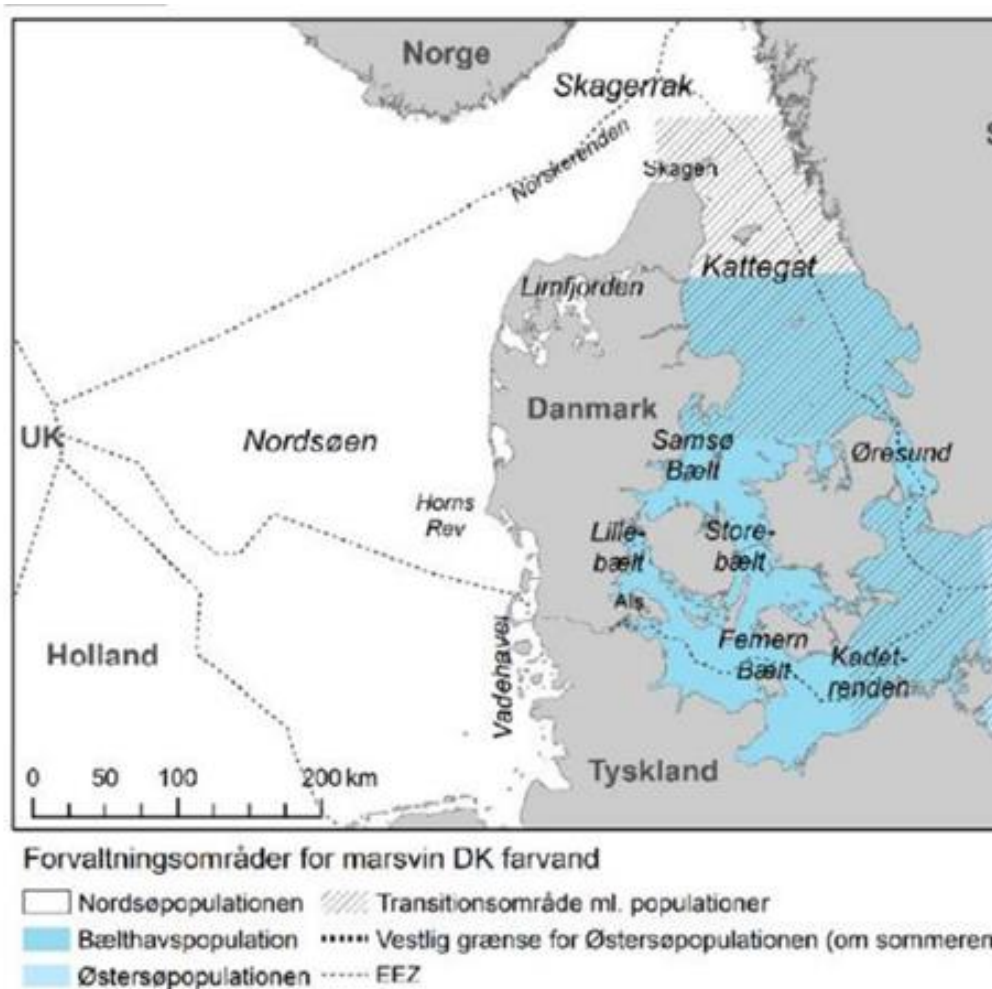 Norge
Skagerrak
Norskerenden
Skagen
Kattegat
Limfjorden
Danmark
UK
Nordsøen
Samsø
Bælt
Øresund
Horns
Rev
Lille-
bælt
Store-
bælt
Als
Holland
Vadehavet
Femern
Bælt
Kadet-
renden
Tyskland
0 50 100 200 km
Forvaltningsområder for marsvin DK farvand
Nordsøpopulationen
Transitionsområde ml. populationer
Bælthavspopulation
Vestlig grænse for Østersøpopulationen (om sommeren
Østersøpopulationen
EEZ